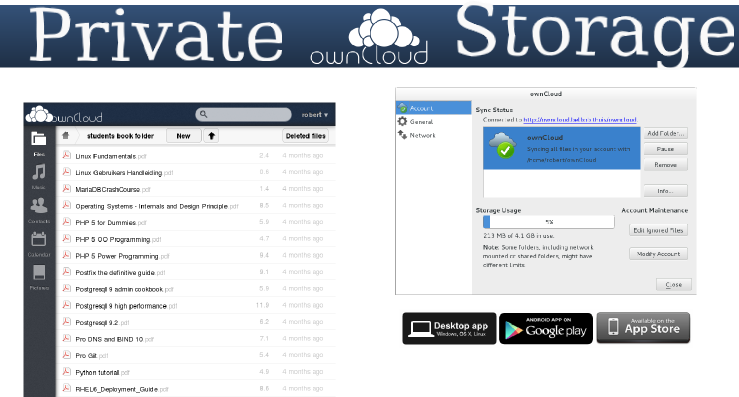 Private ownCloud Storage
ownCloud
robert ▾
students book folder New Deleted files
Files
Music
Contacts
Calendar
Pictures
Linux Fundamentals.pdf 2.4 4 months ago
Linux Gebruikers Handleiding.pdf 4 months ago
MariaDBCrashCourse.pdf 1.4 4 months ago
Operating Systems - Internals and Design Principle.pdf 8.5 4 months ago
PHP 5 for Dummies.pdf 5.9 4 months ago
PHP 5 OO Programming.pdf 4.7 4 months ago
PHP 5 Power Programming.pdf 9.4 4 months ago
Postfix the definitive guide.pdf 9.1 4 months ago
Postgresql 9 admin cookbook.pdf 5.9 4 months ago
Postgresql 9 high performance.pdf 11.9 4 months ago
Postgresql 9.2.pdf 8.2 4 months ago
Pro DNS and BIND 10.pdf 7.1 4 months ago
Pro Git.pdf 5.4 4 months ago
Python tutorial.pdf 4.9 4 months ago
RHEL6_Deployment_Guide.pdf 8.6 4 months ago
ownCloud
Account
General
Network
Sync Status
Connected to
ownCloud
Syncing all files in your account with
/home/robert/ownCloud
Add Folder...
Pause
Remove
Info...
Storage Usage
5%
213 MB of 4.1 GB in use.
Note: Some folders, including network
mounted or shared folders, might have
different limits.
Account Maintenance
Edit Ignored Files
Modify Account
Close
Desktop app
Windows, OS X, Linux
ANDROID APP ON
Google play
Available on the
App Store